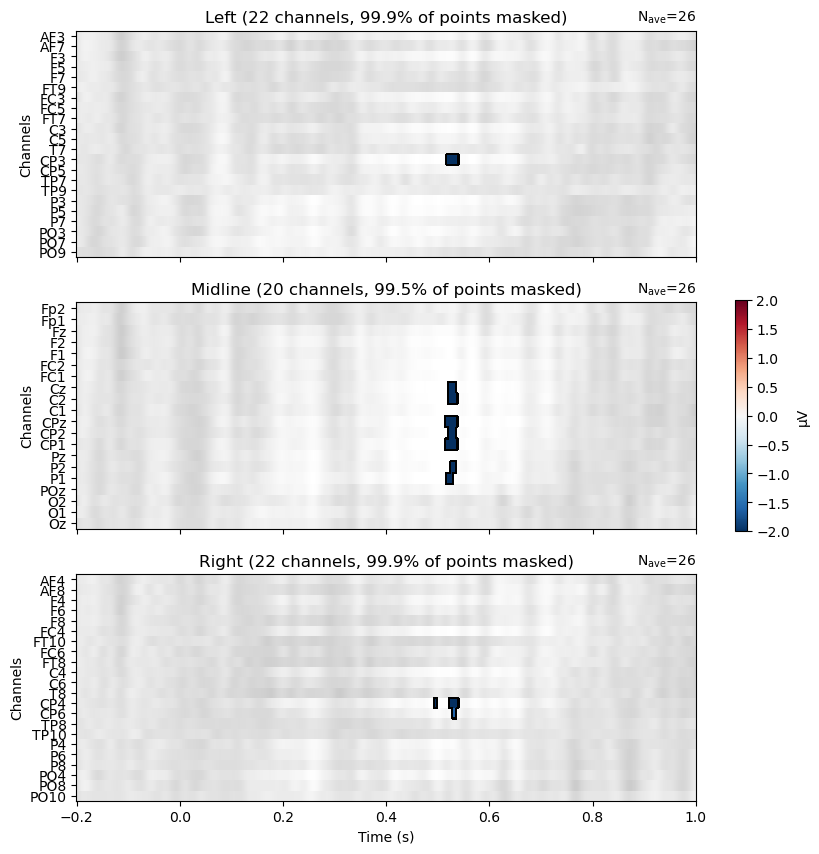 Left (22 channels, 99.9% of points masked)
N_ave=26
Channels
AF3
AF7
F3
F5
F7
FT9
FC3
FC5
FT7
C3
C5
T7
CP3
CP5
TP7
TP9
P3
P5
P7
PO3
PO7
PO9
Midline (20 channels, 99.5% of points masked)
N_ave=26
Channels
Fp2
Fp1
Fz
F2
F1
FC2
FC1
Cz
C2
C1
CPz
CP2
CP1
Pz
P2
P1
POz
O2
O1
Oz
2.0
1.5
1.0
0.5
0.0
−0.5
−1.0
−1.5
−2.0
µV
Right (22 channels, 99.9% of points masked)
N_ave=26
Channels
AF4
AF8
F4
F6
F8
FC4
FT10
FC6
FT8
C4
C6
T8
CP4
CP6
TP8
TP10
P4
P6
P8
PO4
PO8
PO10
−0.2 0.0 0.2 0.4 0.6 0.8 1.0
Time (s)